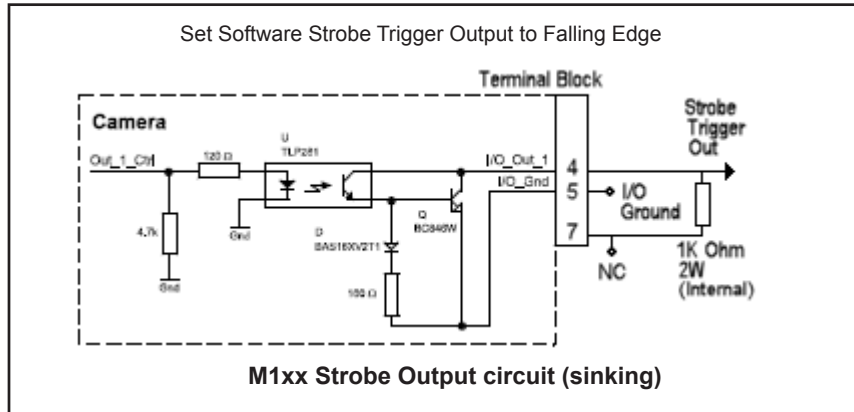 Set Software Strobe Trigger Output to Falling Edge
Terminal Block
Camera
Strobe
Trigger
Out
U
TLP281
Out_1_Ctrl
120 Ω
I/O_Out_1
4
I/O_Gnd
5
I/O
Ground
4.7k
Gnd
D
BAS16XV2T1
Q
BC846W
7
NC
1K Ohm
2W
(Internal)
Gnd
100 Ω
M1xx Strobe Output circuit (sinking)